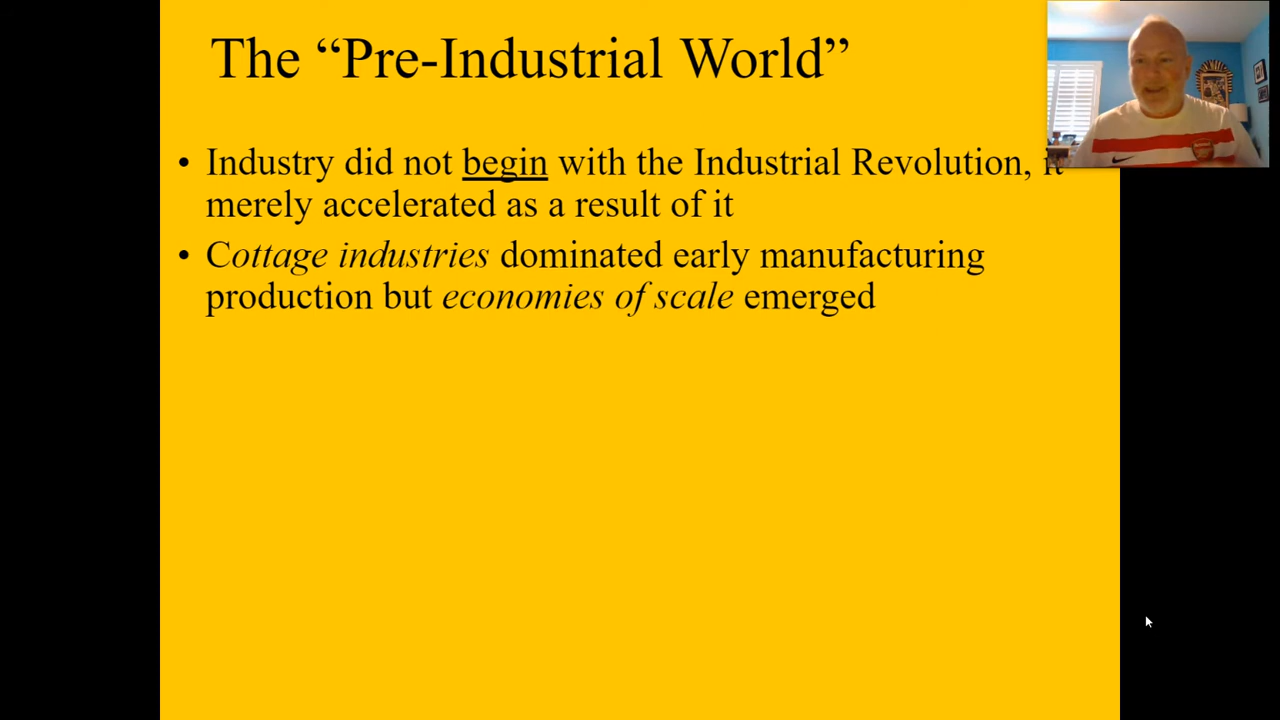 The “Pre-Industrial World”
• Industry did not begin with the Industrial Revolution, it
merely accelerated as a result of it
• Cottage industries dominated early manufacturing
production but economies of scale emerged